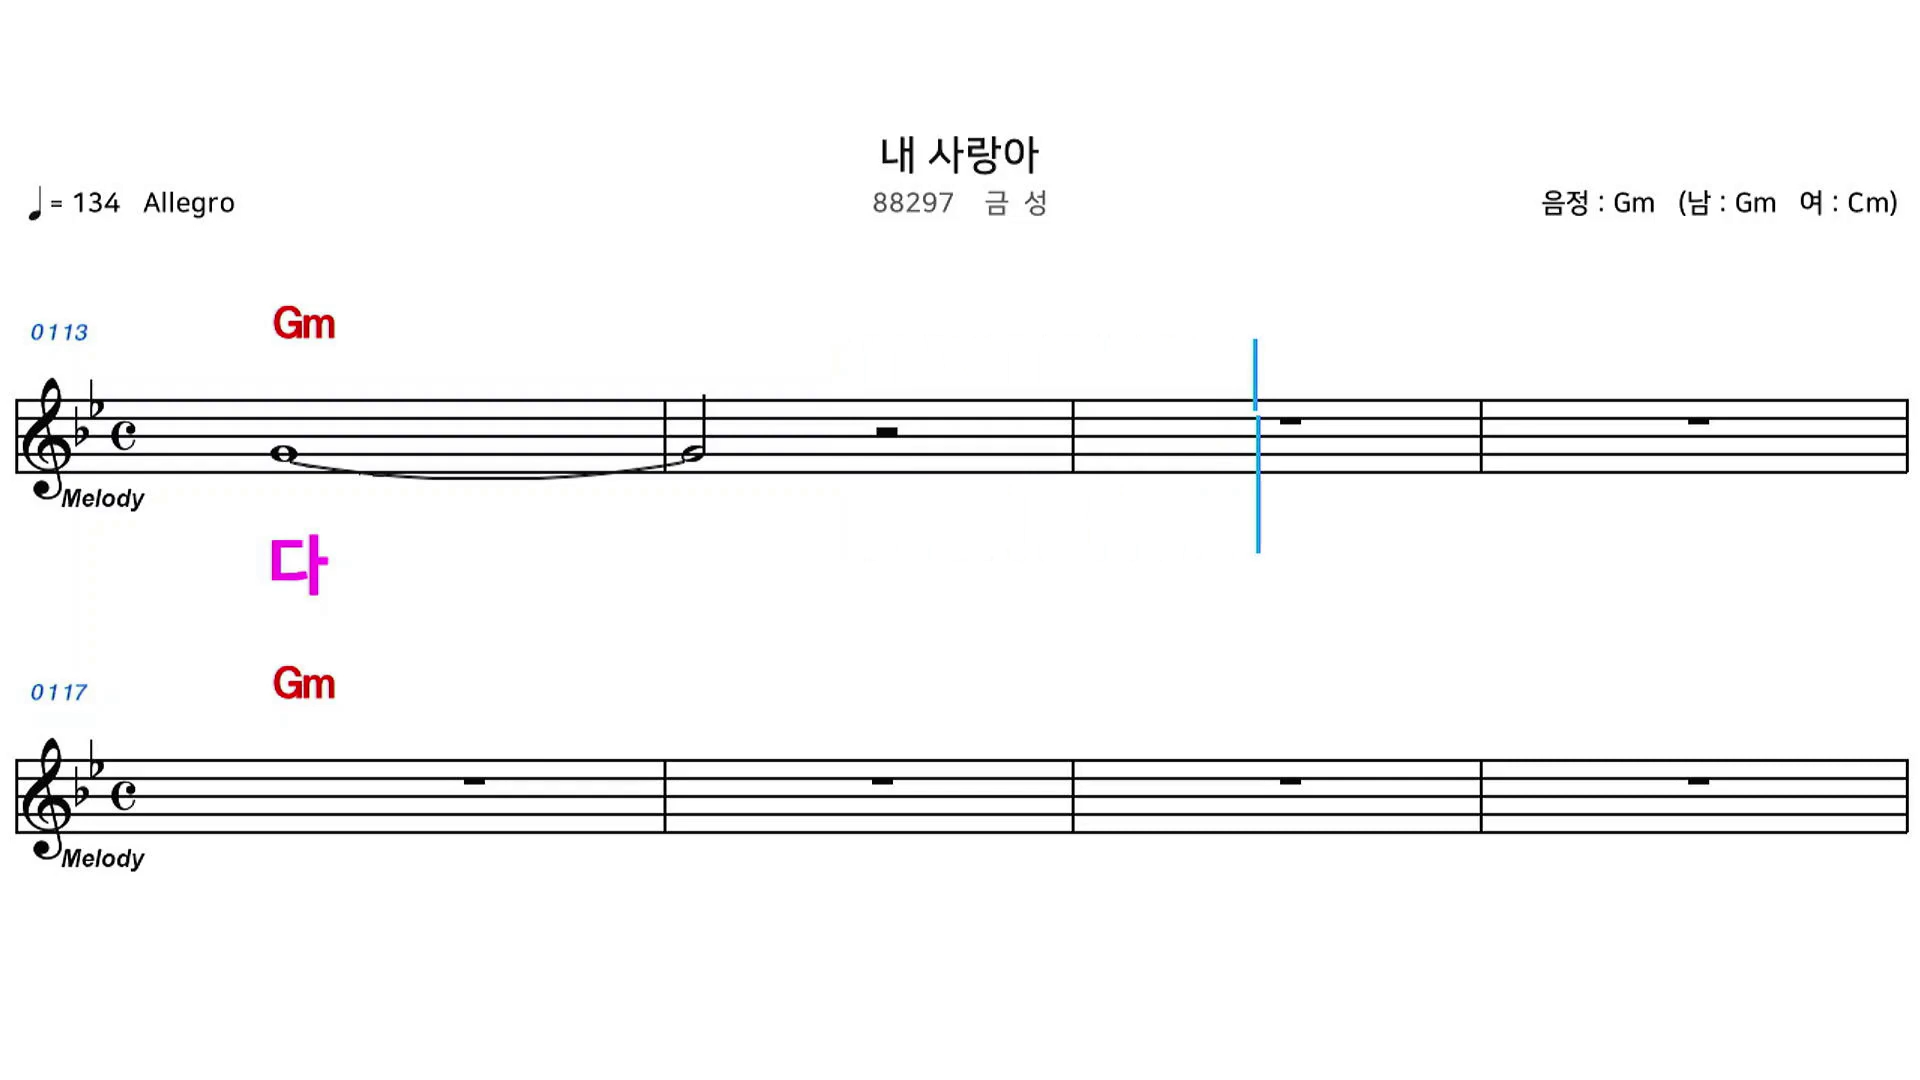 내 사랑아
= 134 Allegro
88297 금 성
음정 : Gm (남 : Gm 여 : Cm)
0113
Gm
Melody
다
0117
Gm
Melody